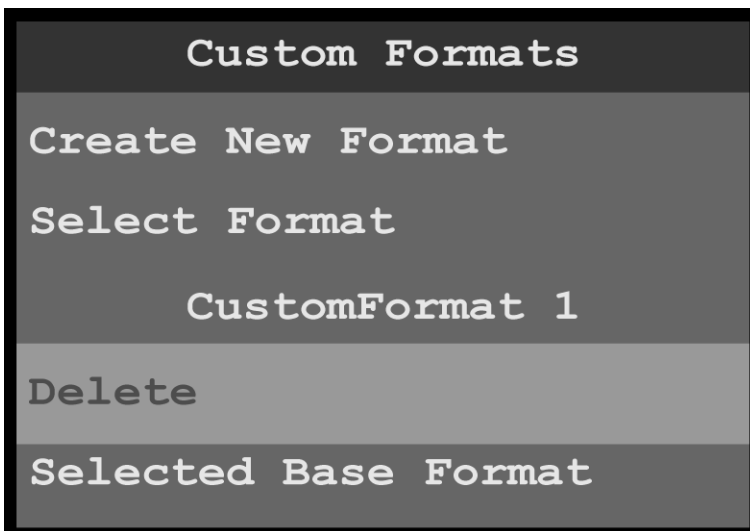 Custom Formats
Create New Format
Select Format
CustomFormat 1
Delete
Selected Base Format